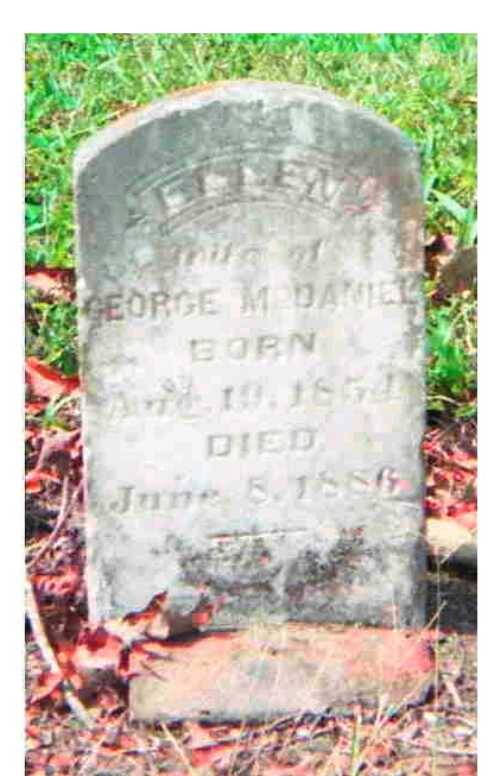 ELLEN
wife of
GEORGE McDANIEL
BORN
Aug. 19. 1854
DIED
June 8. 1886